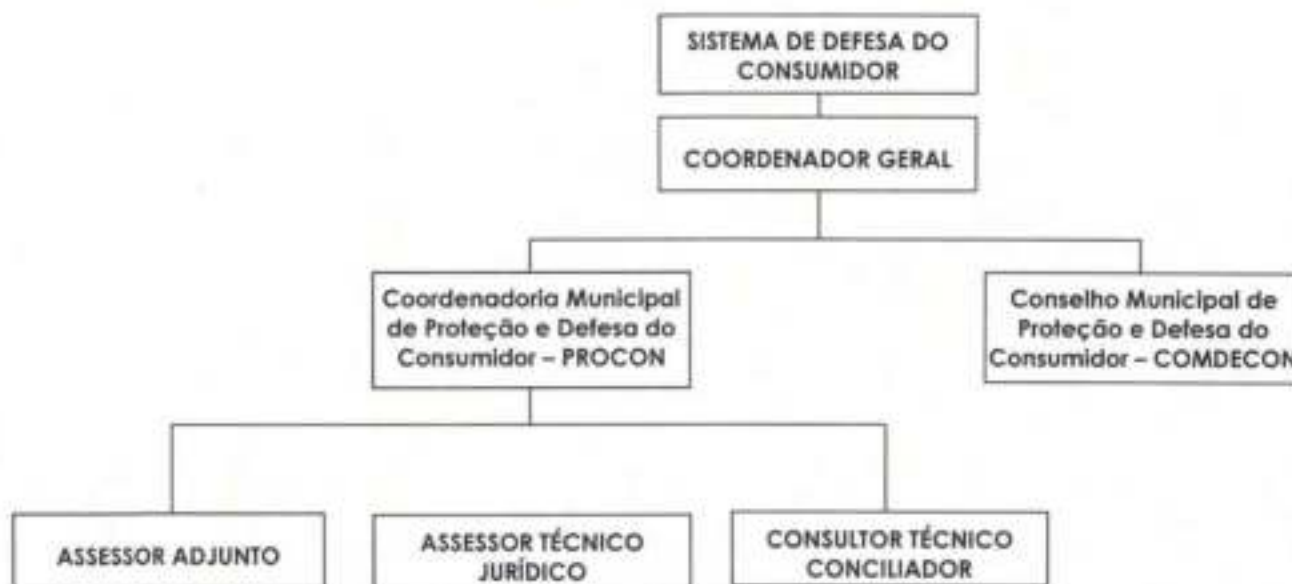 SISTEMA DE DEFESA DO
CONSUMIDOR
COORDENADOR GERAL
Coordenadoria Municipal
de Proteção e Defesa do
Consumidor – PROCON
Conselho Municipal de
Proteção e Defesa do
Consumidor – COMDECON
ASSESSOR ADJUNTO
ASSESSOR TÉCNICO
JURÍDICO
CONSULTOR TÉCNICO
CONCILIADOR